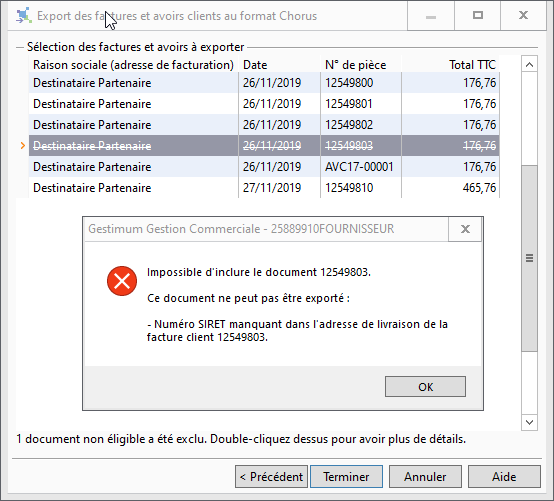 Export des factures et avoirs clients au format Chorus
Sélection des factures et avoirs à exporter
Raison sociale (adresse de facturation) Date N° de pièce Total TTC
Destinataire Partenaire 26/11/2019 12549800 176,76
Destinataire Partenaire 26/11/2019 12549801 176,76
Destinataire Partenaire 26/11/2019 12549802 176,76
Destinataire Partenaire 26/11/2019 12549803 176,76
Destinataire Partenaire 26/11/2019 AVC17-00001 176,76
Destinataire Partenaire 27/11/2019 12549810 465,76
Gestimum Gestion Commerciale - 25889910FOURNISSEUR
Impossible d'inclure le document 12549803.
Ce document ne peut pas être exporté :
- Numéro SIRET manquant dans l'adresse de livraison de la
facture client 12549803.
OK
1 document non éligible a été exclu. Double-cliquez dessus pour avoir plus de détails.
< Précédent Terminer Annuler Aide